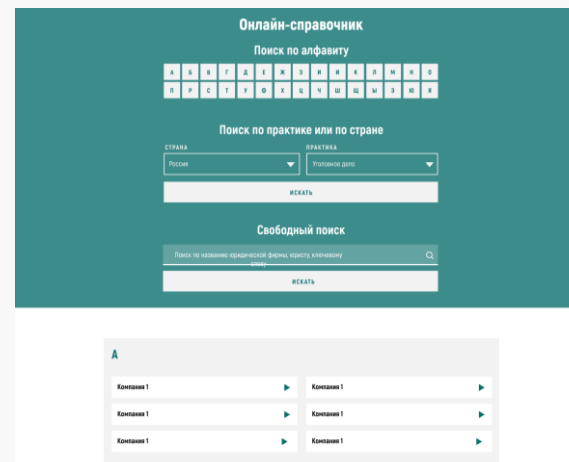 Онлайн-справочник
Поиск по алфавиту
А Б В Г Д Е Ж З И Й К Л М Н О
П Р С Т У Ф Х Ц Ч Ш Щ Ы Э Ю Я
Поиск по практике или по стране
СТРАНА ПРАКТИКА
Россия Уголовное дело
ИСКАТЬ
Свободный поиск
Поиск по названию юридической фирмы, юристу, ключевому
слову
ИСКАТЬ
А
Компания 1 Компания 1
Компания 1 Компания 1
Компания 1 Компания 1